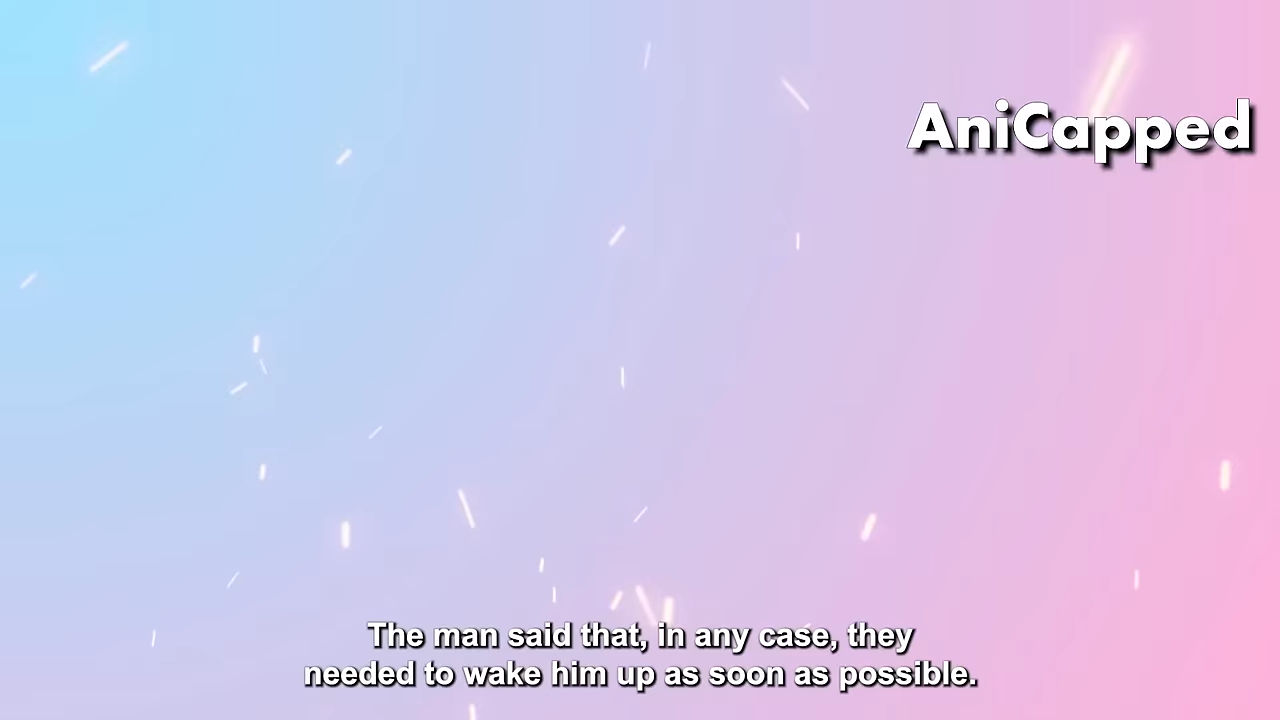 AniCapped
The man said that, in any case, they
needed to wake him up as soon as possible.